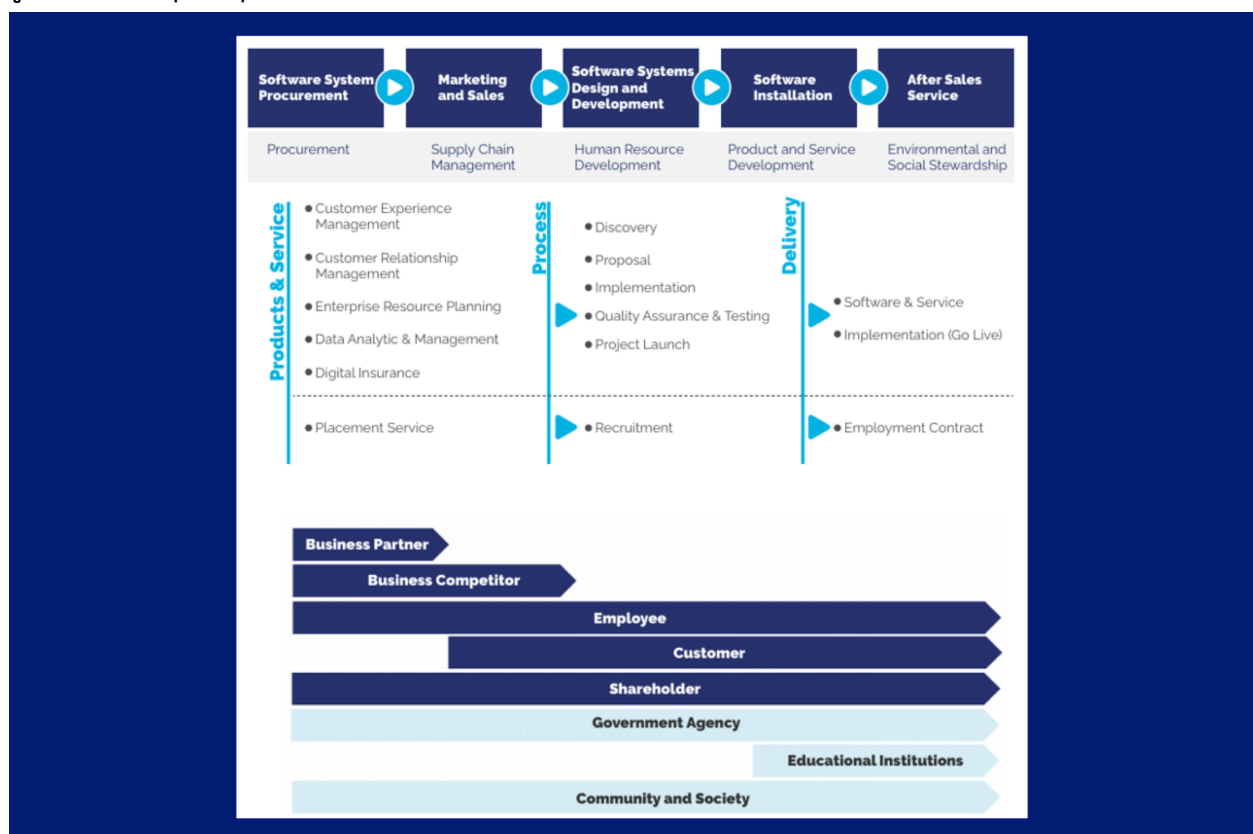 Software System
Procurement
Marketing
and Sales
Software Systems
Design and
Development
Software
Installation
After Sales
Service
Procurement
Supply Chain
Management
Human Resource
Development
Product and Service
Development
Environmental and
Social Stewardship
Products & Service
Customer Experience
Management
Customer Relationship
Management
Enterprise Resource Planning
Data Analytic & Management
Digital Insurance
Placement Service
Process
Discovery
Proposal
Implementation
Quality Assurance & Testing
Project Launch
Recruitment
Delivery
Software & Service
Implementation (Go Live)
Employment Contract
Business Partner
Business Competitor
Employee
Customer
Shareholder
Government Agency
Educational Institutions
Community and Society